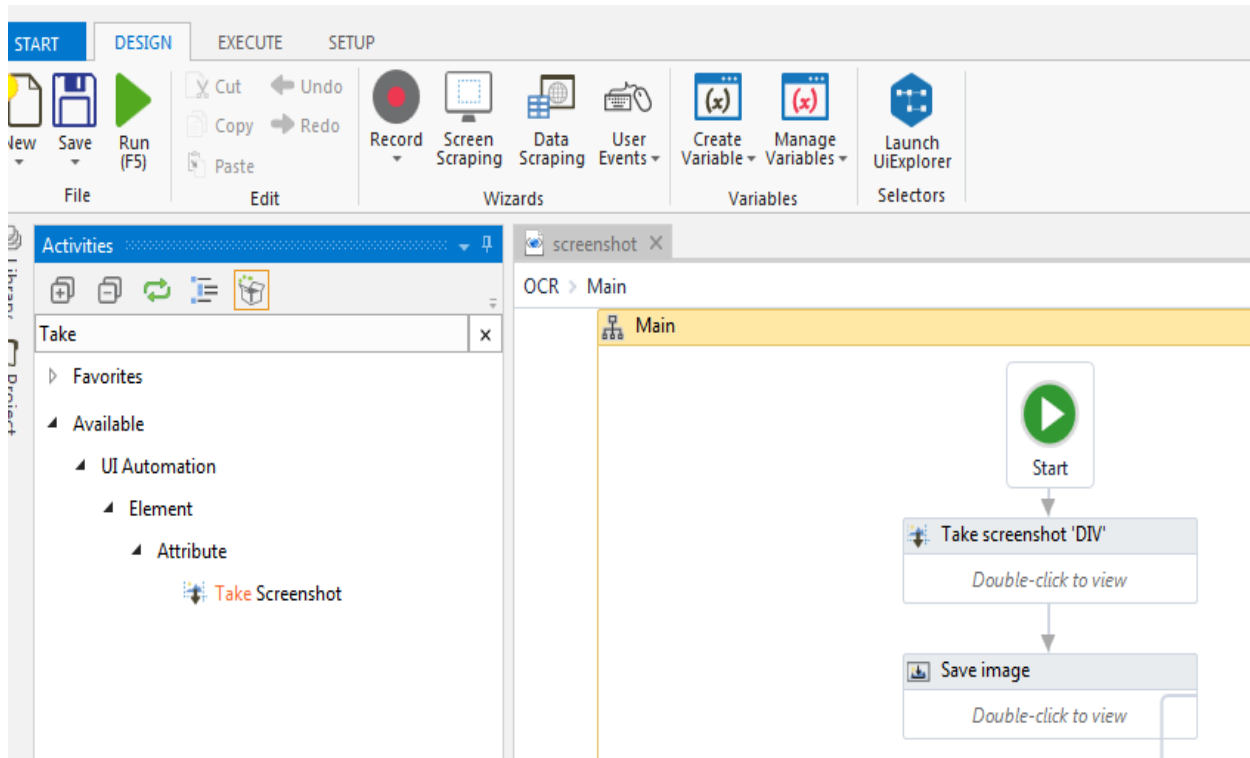 START DESIGN EXECUTE SETUP
Cut Undo
Copy Redo
Paste
New Save Run (F5)
Record Screen Scraping Data Scraping User Events
Create Variable Manage Variables
Launch UiExplorer
File Edit Wizards Variables Selectors
Activities
screenshot
OCR > Main
Take
Main
Favorites
Available
UI Automation
Element
Attribute
Take Screenshot
Project
Start
Take screenshot 'DIV'
Double-click to view
Save image
Double-click to view